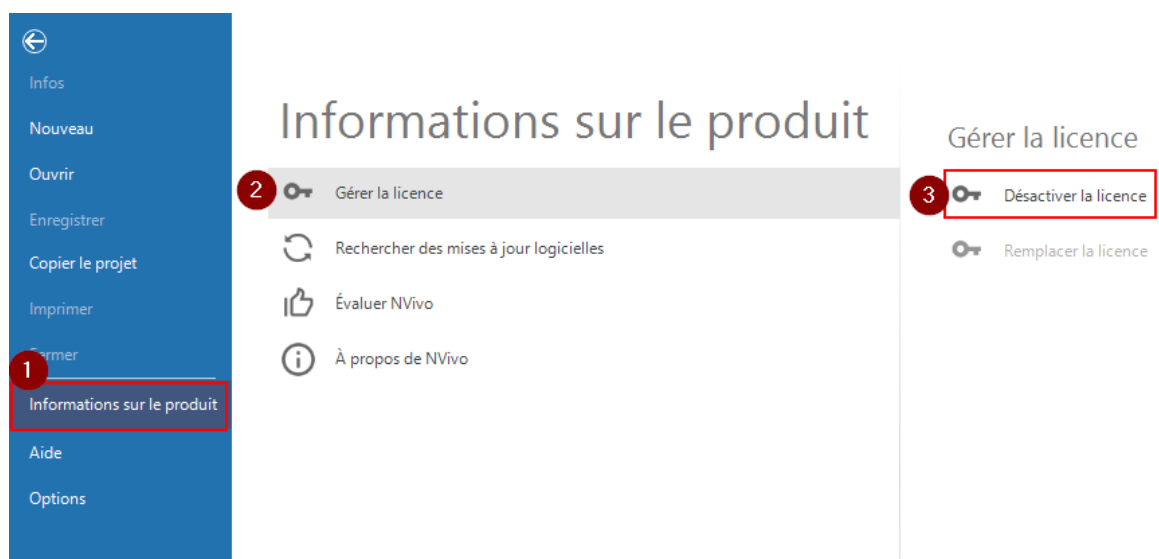 Infos
Nouveau
Ouvrir
Enregistrer
Copier le projet
Imprimer
Fermer
1
Informations sur le produit
Aide
Options
Informations sur le produit
2 Gérer la licence
Rechercher des mises à jour logicielles
Évaluer NVivo
À propos de NVivo
Gérer la licence
3 Désactiver la licence
Remplacer la licence